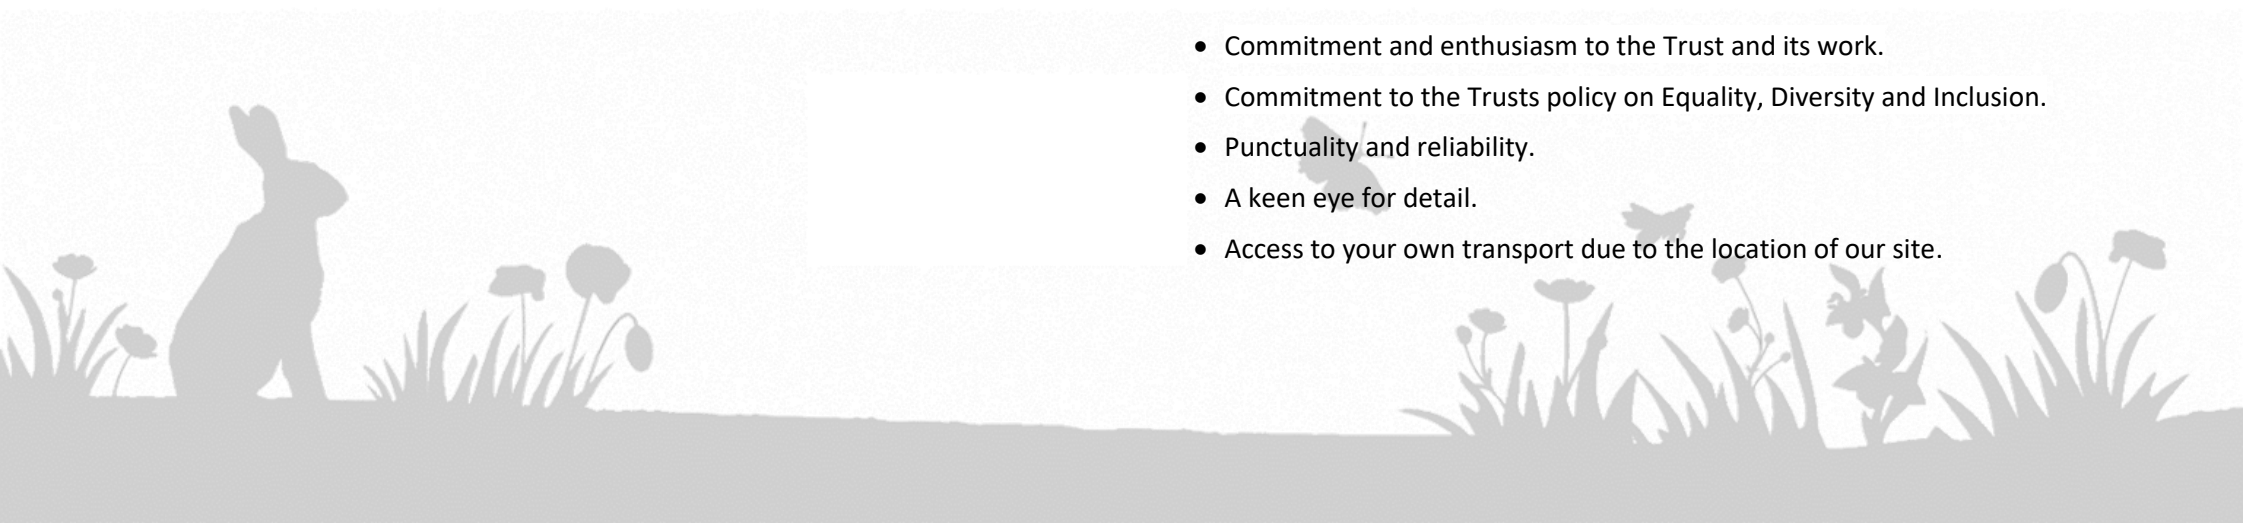 • Commitment and enthusiasm to the Trust and its work.
• Commitment to the Trusts policy on Equality, Diversity and Inclusion.
• Punctuality and reliability.
• A keen eye for detail.
• Access to your own transport due to the location of our site.